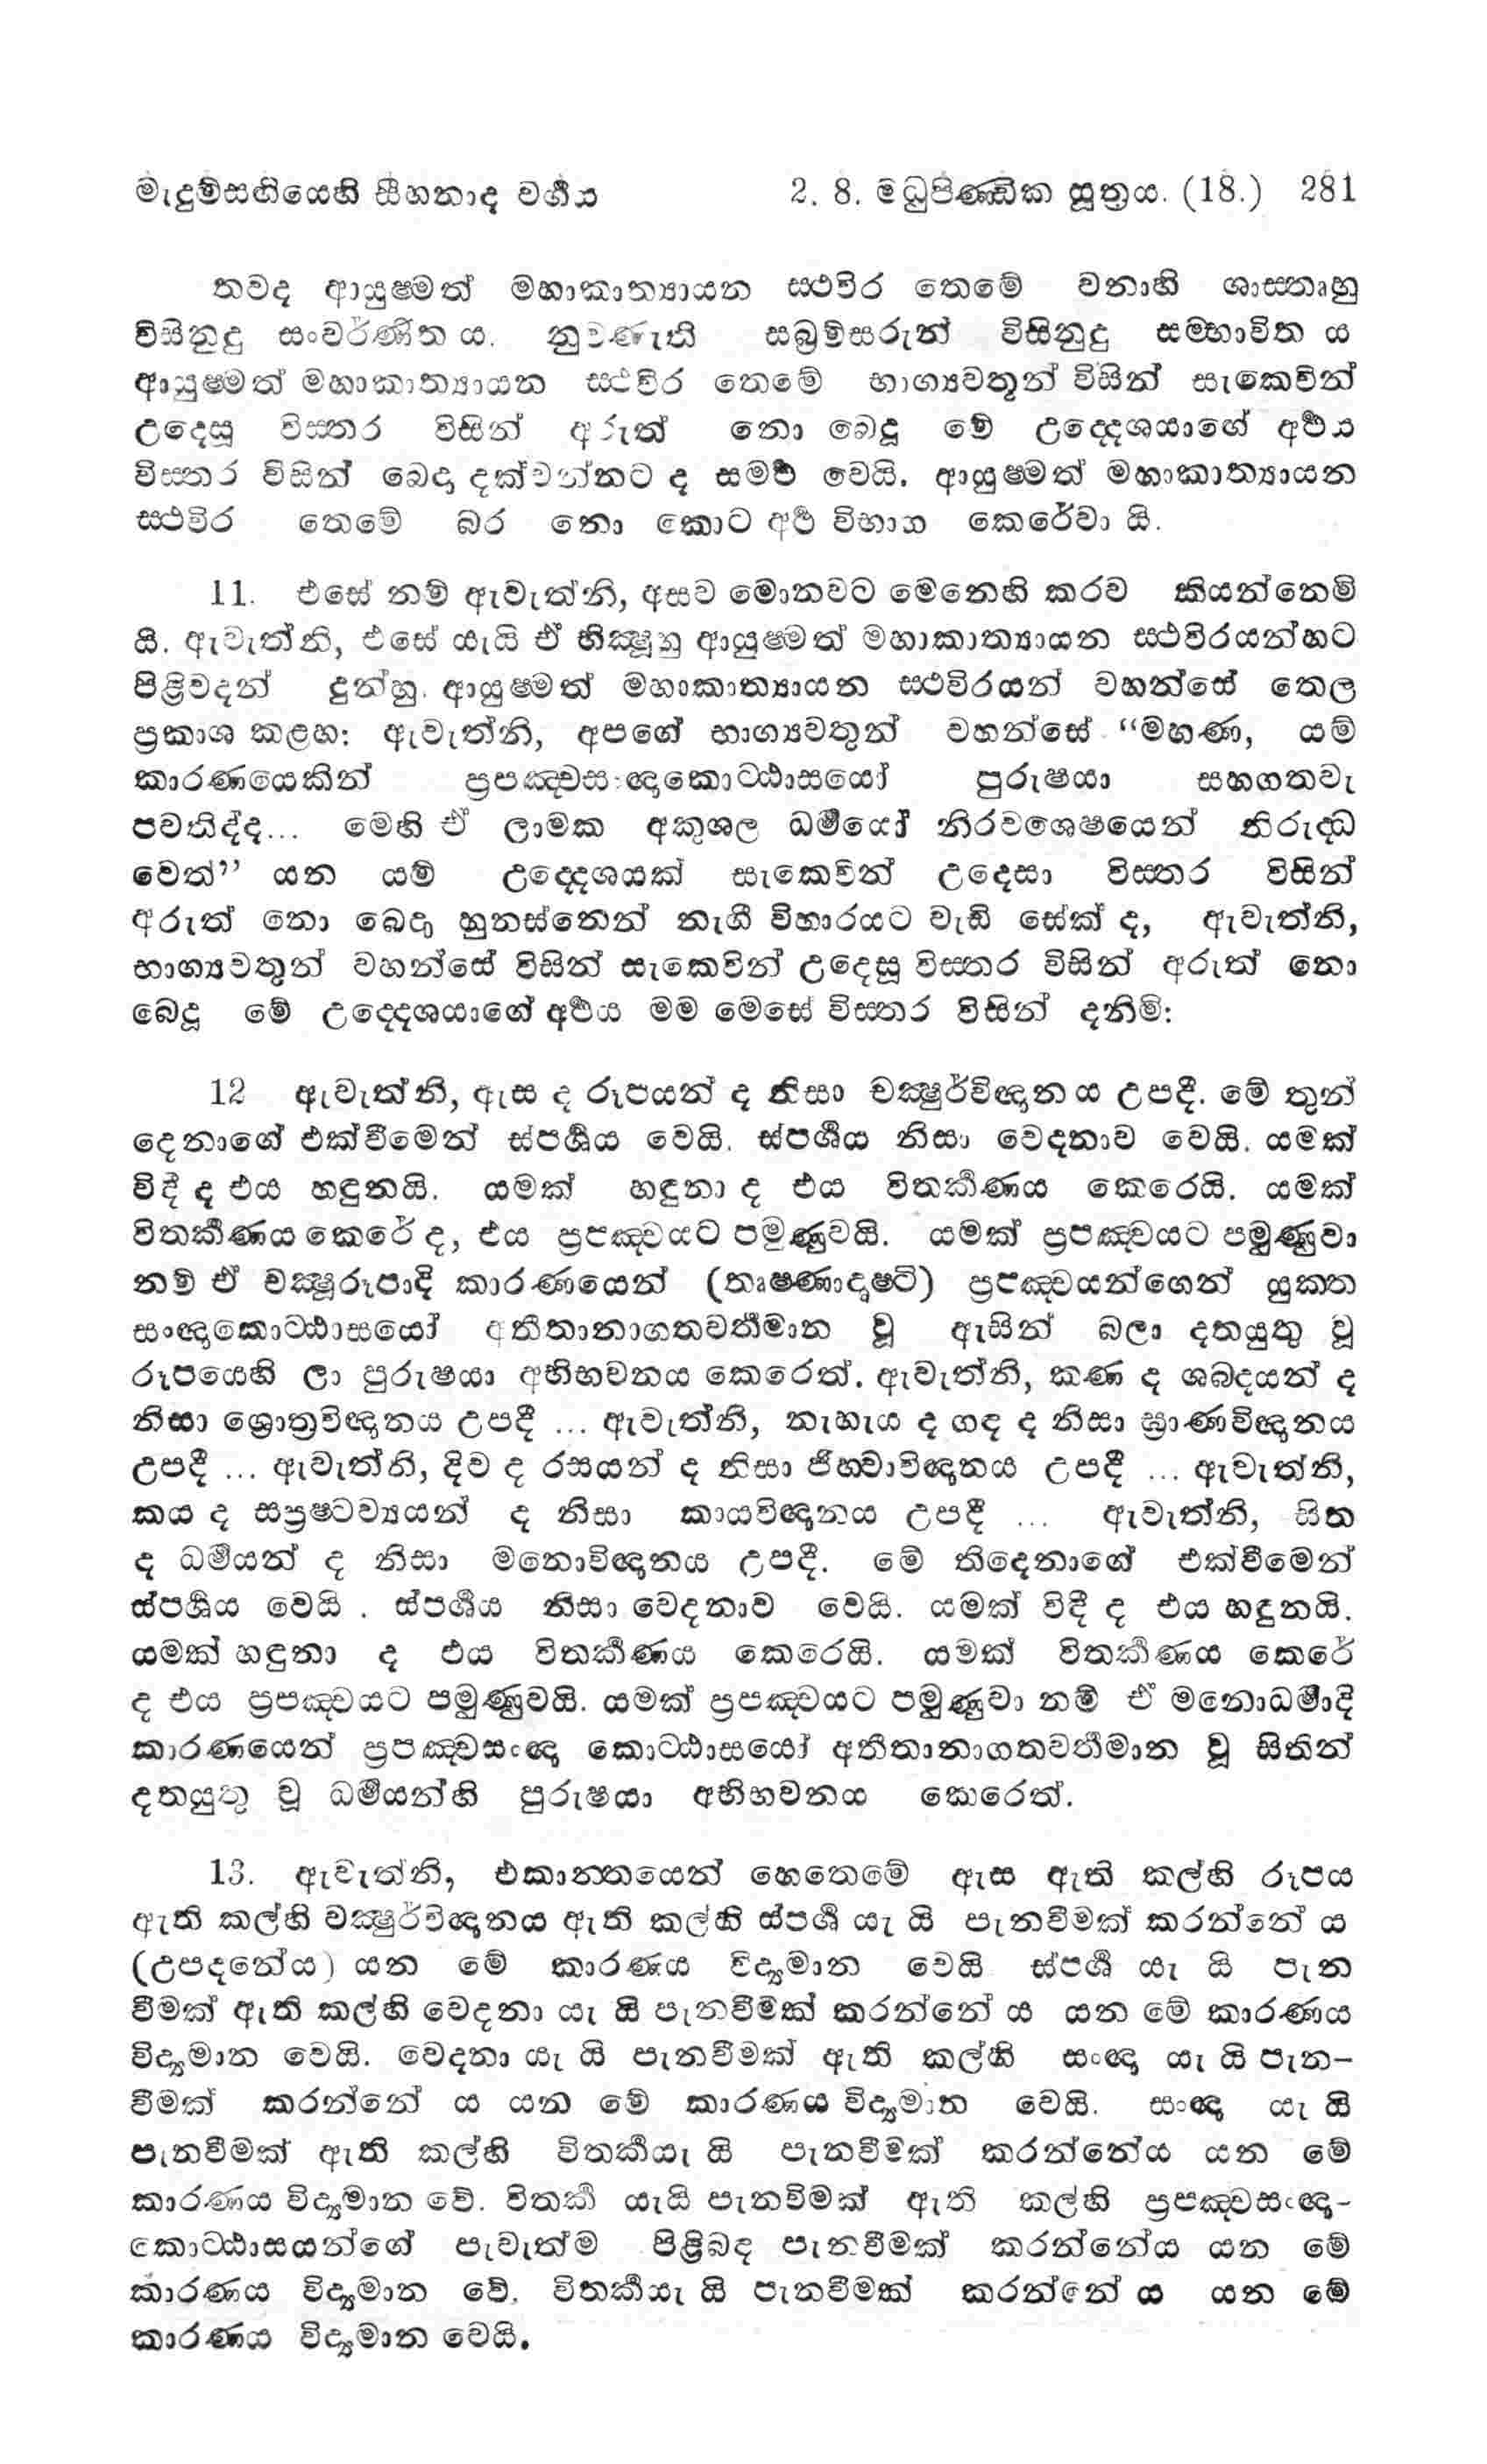 මැදුම්සඟියෙහි සීහනාද වර්‍ගය 2. 8. මධුපිණ්ඩික සූත්‍රය. (18.) 281
තවද ආයුෂ්මත් මහාකාත්‍යායන ස්ථවිර තෙමේ වනාහි ශාස්තෘහු
විසිනුදු සංවර්ණිත ය. නුවණැති සබ්‍රම්සරුන් විසිනුදු සම්භාවිත ය
ආයුෂ්මත් මහාකාත්‍යායන ස්ථවිර තෙමේ භාග්‍යවතුන් විසින් සැකෙවින්
උදෙසූ විස්තර විසින් අරුත් නො බෙදූ මේ උද්දෙශයාගේ අර්‍ථය
විස්තර විසින් බෙදා දක්වන්නට ද සමර්‍ථ වෙයි. ආයුෂ්මත් මහාකාත්‍යායන
ස්ථවිර තෙමේ බර නො කොට අර්‍ථ විභාග කෙරේවා යි.
11. එසේ නම් ඇවැත්නි, අසව මොනවට මෙනෙහි කරව කියන්නෙමි
යි. ඇවැත්නි, එසේ යැයි ඒ භික්‍ෂූහු ආයුෂ්මත් මහාකාත්‍යායන ස්ථවිරයන්හට
පිළිවදන් දුන්හු. ආයුෂ්මත් මහාකාත්‍යායන ස්ථවිරයන් වහන්සේ තෙල
ප්‍රකාශ කළහ: ඇවැත්නි, අපගේ භාග්‍යවතුන් වහන්සේ “මහණ, යම්
කාරණයෙකින් ප්‍රපඤ්චසංඥාකොට්ඨාසයෝ පුරුෂයා සහගතවැ
පවතිද්ද... මෙහි ඒ ලාමක අකුශල ධර්‍මයෝ නිරවශෙෂයෙන් නිරුද්ධ
වෙත්” යන යම් උද්දෙශයක් සැකෙවින් උදෙසා විස්තර විසින්
අරුත් නො බෙදා හුනස්නෙන් නැගී විහාරයට වැඩි සේක් ද, ඇවැත්නි,
භාග්‍යවතුන් වහන්සේ විසින් සැකෙවින් උදෙසූ විස්තර විසින් අරුත් නො
බෙදූ මේ උද්දෙශයාගේ අර්‍ථය මම මෙසේ විස්තර විසින් දනිමි:
12 ඇවැත්නි, ඇස ද රූපයන් ද නිසා චක්‍ෂුර්විඥානය උපදී. මේ තුන්
දෙනාගේ එක්වීමෙන් ස්පර්‍ශය වෙයි. ස්පර්‍ශය නිසා වෙදනාව වෙයි. යමක්
විදී ද එය හඳුනයි. යමක් හඳුනා ද එය විතර්‍කණය කෙරෙයි. යමක්
විතර්‍කණය කෙරේ ද, එය ප්‍රපඤ්චයට පමුණුවයි. යමක් ප්‍රපඤ්චයට පමුණුවා
නම් ඒ චක්‍ෂූරූපාදි කාරණයෙන් (තෘෂ්ණාදෘෂ්ටි) ප්‍රපඤ්චයන්ගෙන් යුක්ත
සංඥාකොට්ඨාසයෝ අතීතානාගතවර්‍තමාන වූ ඇසින් බලා දතයුතු වූ
රූපයෙහි ලා පුරුෂයා අභිභවනය කෙරෙත්. ඇවැත්නි, කණ ද ශබ්දයන් ද
නිසා ශ්‍රොත්‍රවිඥානය උපදී ... ඇවැත්නි, නැහැය ද ගඳ ද නිසා ඝ්‍රාණවිඥානය
උපදී ... ඇවැත්නි, දිව ද රසයන් ද නිසා ජිහ්වාවිඥානය උපදී ... ඇවැත්නි,
කය ද ස්ප්‍රෂ්ටව්‍යයන් ද නිසා කායවිඥානය උපදී ... ඇවැත්නි, සිත
ද ධර්‍මයන් ද නිසා මනොවිඥානය උපදී. මේ තිදෙනාගේ එක්වීමෙන්
ස්පර්‍ශය වෙයි . ස්පර්‍ශය නිසා වෙදනාව වෙයි. යමක් විදී ද එය හඳුනයි.
යමක් හඳුනා ද එය විතර්‍කණය කෙරෙයි. යමක් විතර්‍කණය කෙරේ
ද එය ප්‍රපඤ්චයට පමුණුවයි. යමක් ප්‍රපඤ්චයට පමුණුවා නම් ඒ මනොධර්‍මාදි
කාරණයෙන් ප්‍රපඤ්චසංඥා කොට්ඨාසයෝ අතීතානාගතවර්‍තමාන වූ සිතින්
දතයුතු වූ ධර්‍මයන්හි පුරුෂයා අභිභවනය කෙරෙත්.
13. ඇවැත්නි, එකාන්තයෙන් හෙතෙමේ ඇස ඇති කල්හි රූපය
ඇති කල්හි චක්‍ෂුර්විඥානය ඇති කල්හි ස්පර්‍ශ යැ යි පැනවීමක් කරන්නේ ය
(උපදනේය) යන මේ කාරණය විද්‍යමාන වෙයි ස්පර්‍ශ යැ යි පැන
වීමක් ඇති කල්හි වෙදනා යැ යි පැනවීමක් කරන්නේ ය යන මේ කාරණය
විද්‍යමාන වෙයි. වෙදනා යැ යි පැනවීමක් ඇති කල්හි සංඥා යැ යි පැන-
වීමක් කරන්නේ ය යන මේ කාරණය විද්‍යමාන වෙයි. සංඥා යැ යි
පැනවීමක් ඇති කල්හි විතර්‍කයැ යි පැනවීමක් කරන්නේය යන මේ
කාරණය විද්‍යමාන වේ. විතර්‍ක යැයි පැනවිමක් ඇති කල්හි ප්‍රපඤ්චසංඥා-
කොට්ඨාසයන්ගේ පැවැත්ම පිළිබඳ පැනවීමක් කරන්නේය යන මේ
කාරණය විද්‍යමාන වේ. විතර්‍කයැ යි පැනවීමක් කරන්නේ ය යන මේ
කාරණය විද්‍යමාන වෙයි.